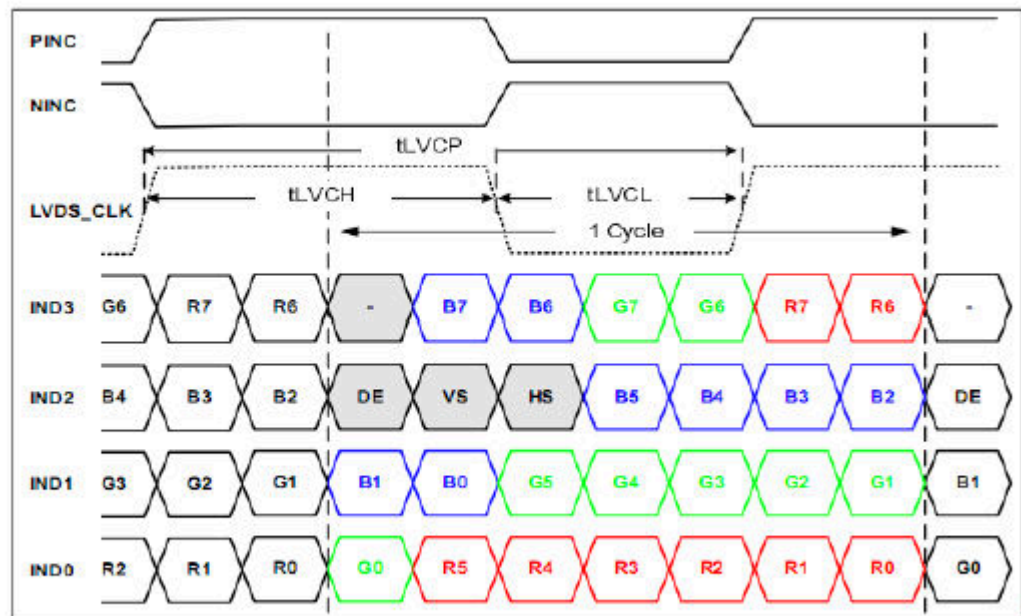 PINC
NINC
tLVCP
tLVCH tLVCL
LVDS_CLK
1 Cycle
IND3 G6 R7 R6 - B7 B6 G7 G6 R7 R6 -
IND2 B4 B3 B2 DE VS HS B5 B4 B3 B2 DE
IND1 G3 G2 G1 B1 B0 G5 G4 G3 G2 G1 B1
IND0 R2 R1 R0 G0 R5 R4 R3 R2 R1 R0 G0